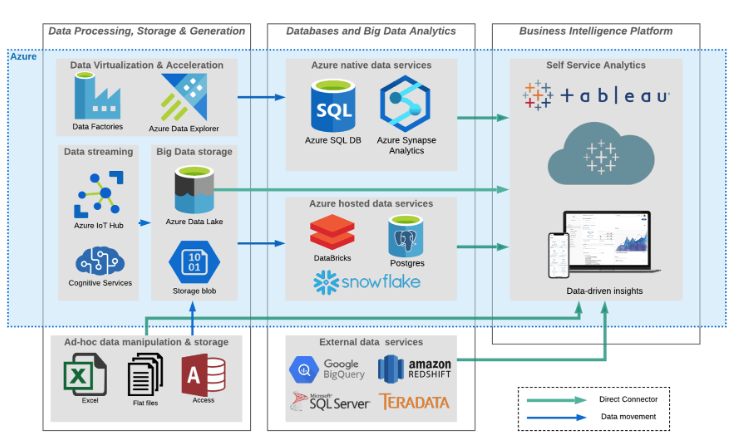 Data Processing, Storage & Generation
Databases and Big Data Analytics
Business Intelligence Platform
Azure
Data Virtualization & Acceleration
Data Factories
Azure Data Explorer
Azure native data services
SQL
Azure SQL DB
Azure Synapse
Analytics
Self Service Analytics
tableau
Data streaming
Azure IoT Hub
Cognitive Services
Big Data storage
Azure Data Lake
10
01
Storage blob
Azure hosted data services
DataBricks
Postgres
snowflake
Data-driven insights
Ad-hoc data manipulation & storage
X
Excel
Flat files
A
Access
External data services
Google
BigQuery
amazon
REDSHIFT
Microsoft
SQL Server
TERADATA
Direct Connector
Data movement